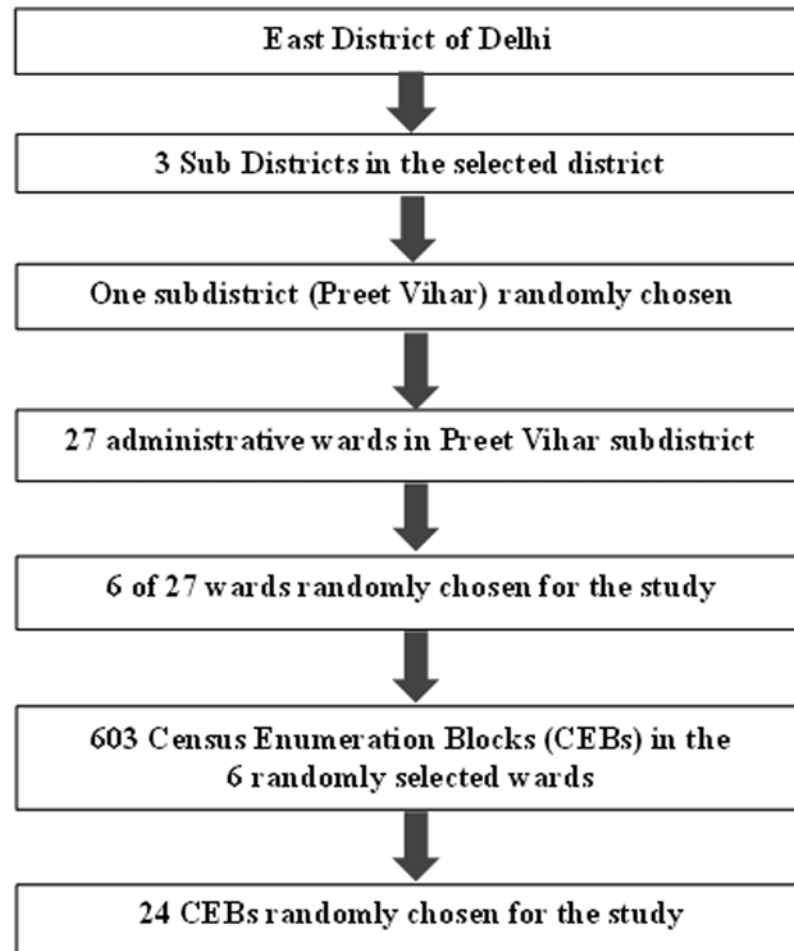 East District of Delhi
3 Sub Districts in the selected district
One subdistrict (Preet Vihar) randomly chosen
27 administrative wards in Preet Vihar subdistrict
6 of 27 wards randomly chosen for the study
603 Census Enumeration Blocks (CEBs) in the
6 randomly selected wards
24 CEBs randomly chosen for the study